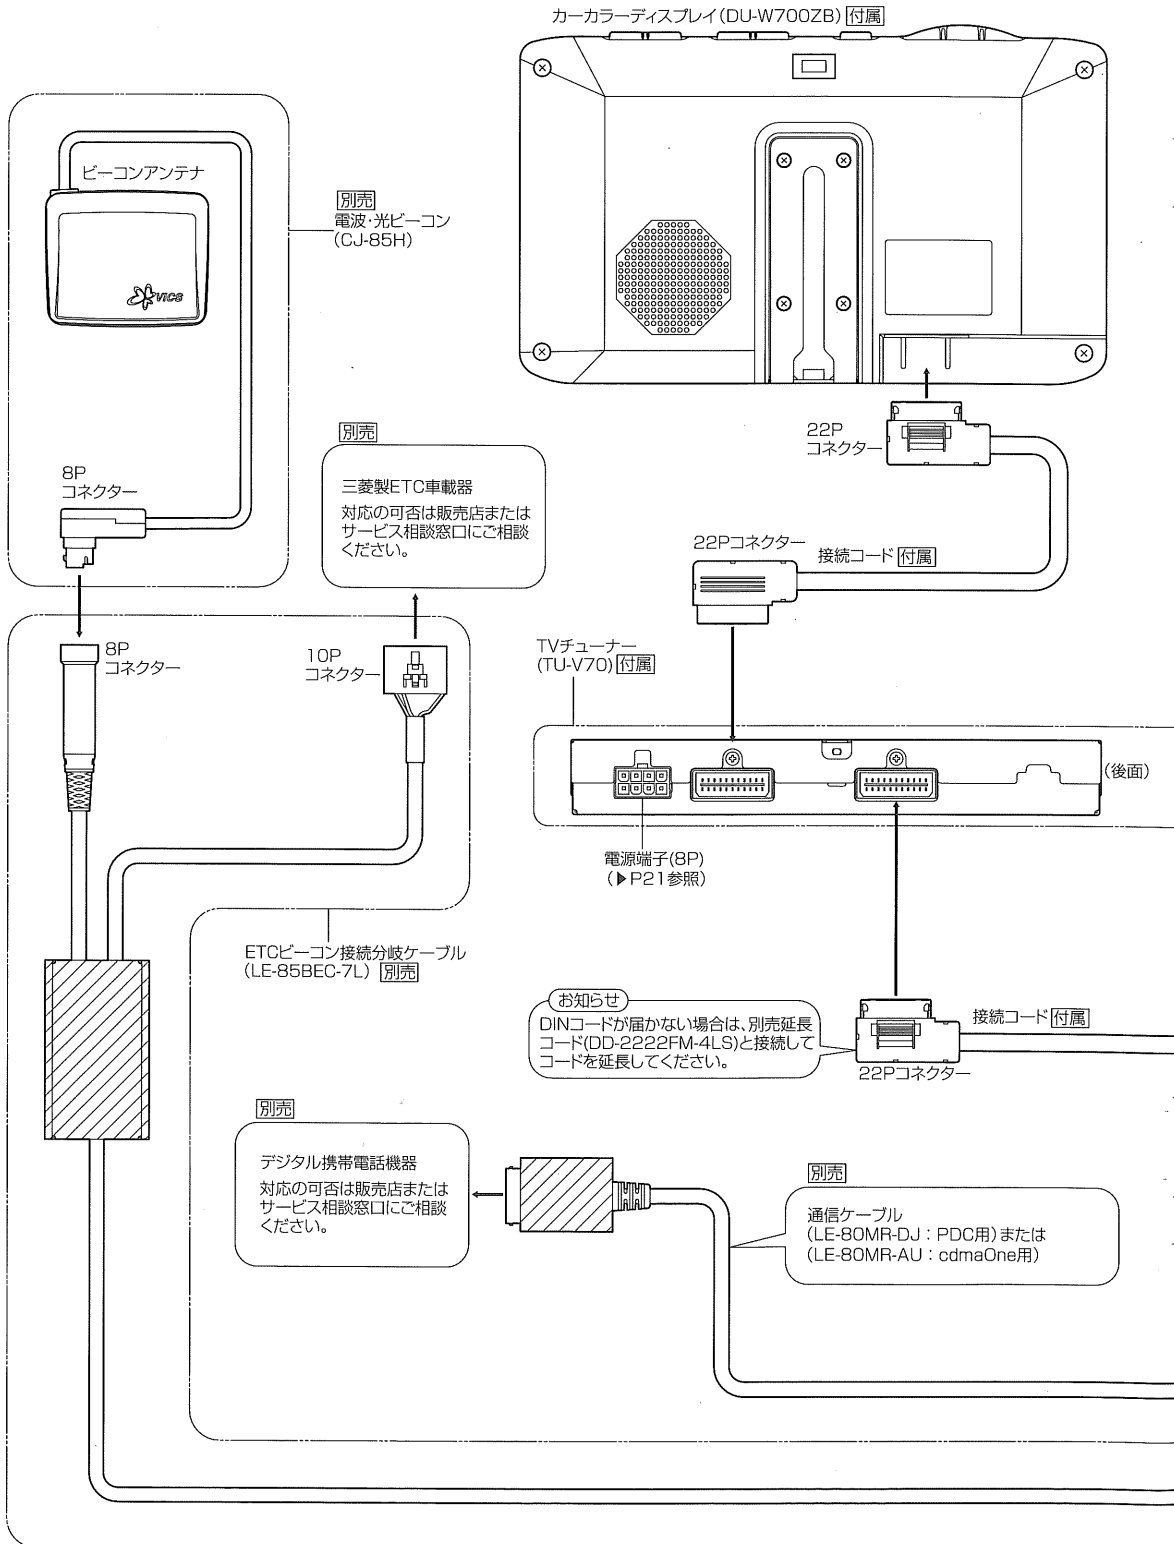 カーカラーディスプレイ(DU-W700ZB) 付属
ビーコンアンテナ
VICS
別売
電波・光ビーコン
(CJ-85H)
8P
コネクター
別売
三菱製ETC車載器
対応の可否は販売店または
サービス相談窓口にご相談
ください。
22P
コネクター
22Pコネクター
接続コード 付属
8P
コネクター
10P
コネクター
TVチューナー
(TU-V70) 付属
(後面)
電源端子(8P)
(▶P21参照)
ETCビーコン接続分岐ケーブル
(LE-85BEC-7L) 別売
お知らせ
DINコードが届かない場合は、別売延長
コード(DD-2222FM-4LS)と接続して
コードを延長してください。
接続コード 付属
22Pコネクター
別売
デジタル携帯電話機器
対応の可否は販売店または
サービス相談窓口にご相談
ください。
別売
通信ケーブル
(LE-80MR-DJ：PDC用)または
(LE-80MR-AU：cdmaOne用)